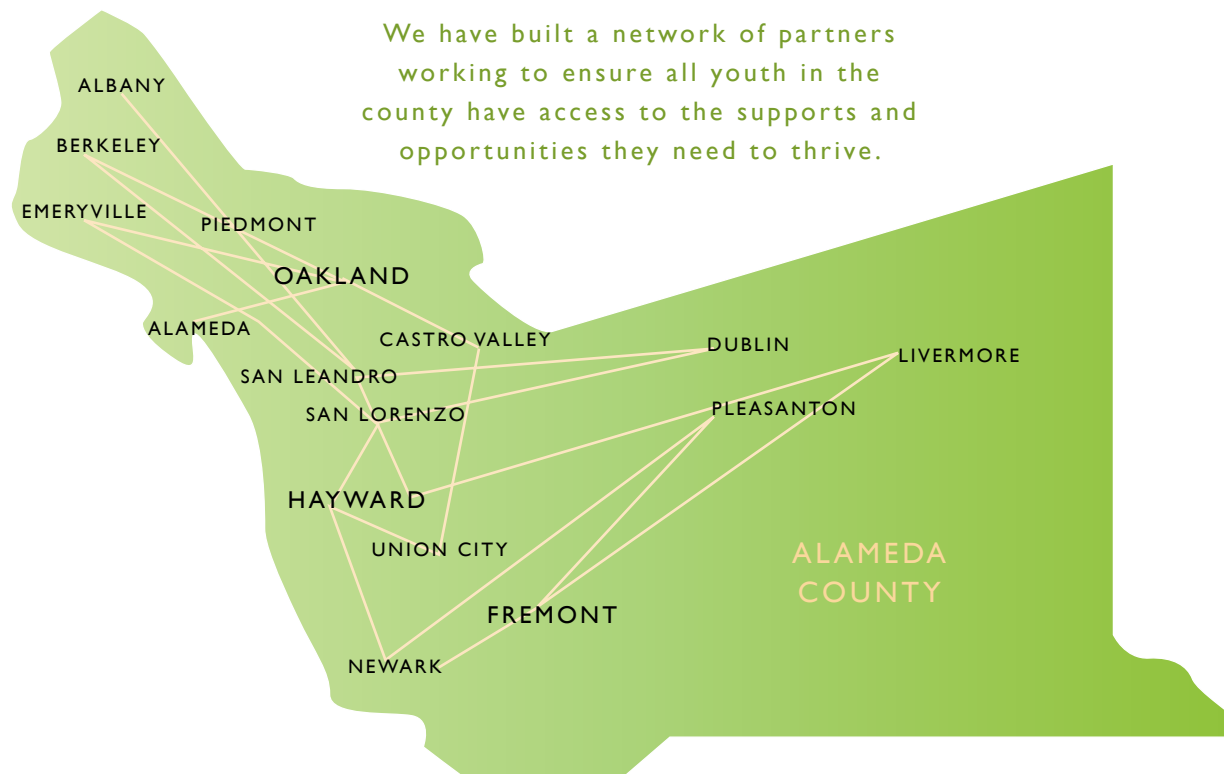 We have built a network of partners
working to ensure all youth in the
county have access to the supports and
opportunities they need to thrive.
ALBANY
BERKELEY
EMERYVILLE
PIEDMONT
OAKLAND
ALAMEDA
CASTRO VALLEY
DUBLIN
LIVERMORE
SAN LEANDRO
SAN LORENZO
PLEASANTON
HAYWARD
UNION CITY
ALAMEDA
COUNTY
FREMONT
NEWARK